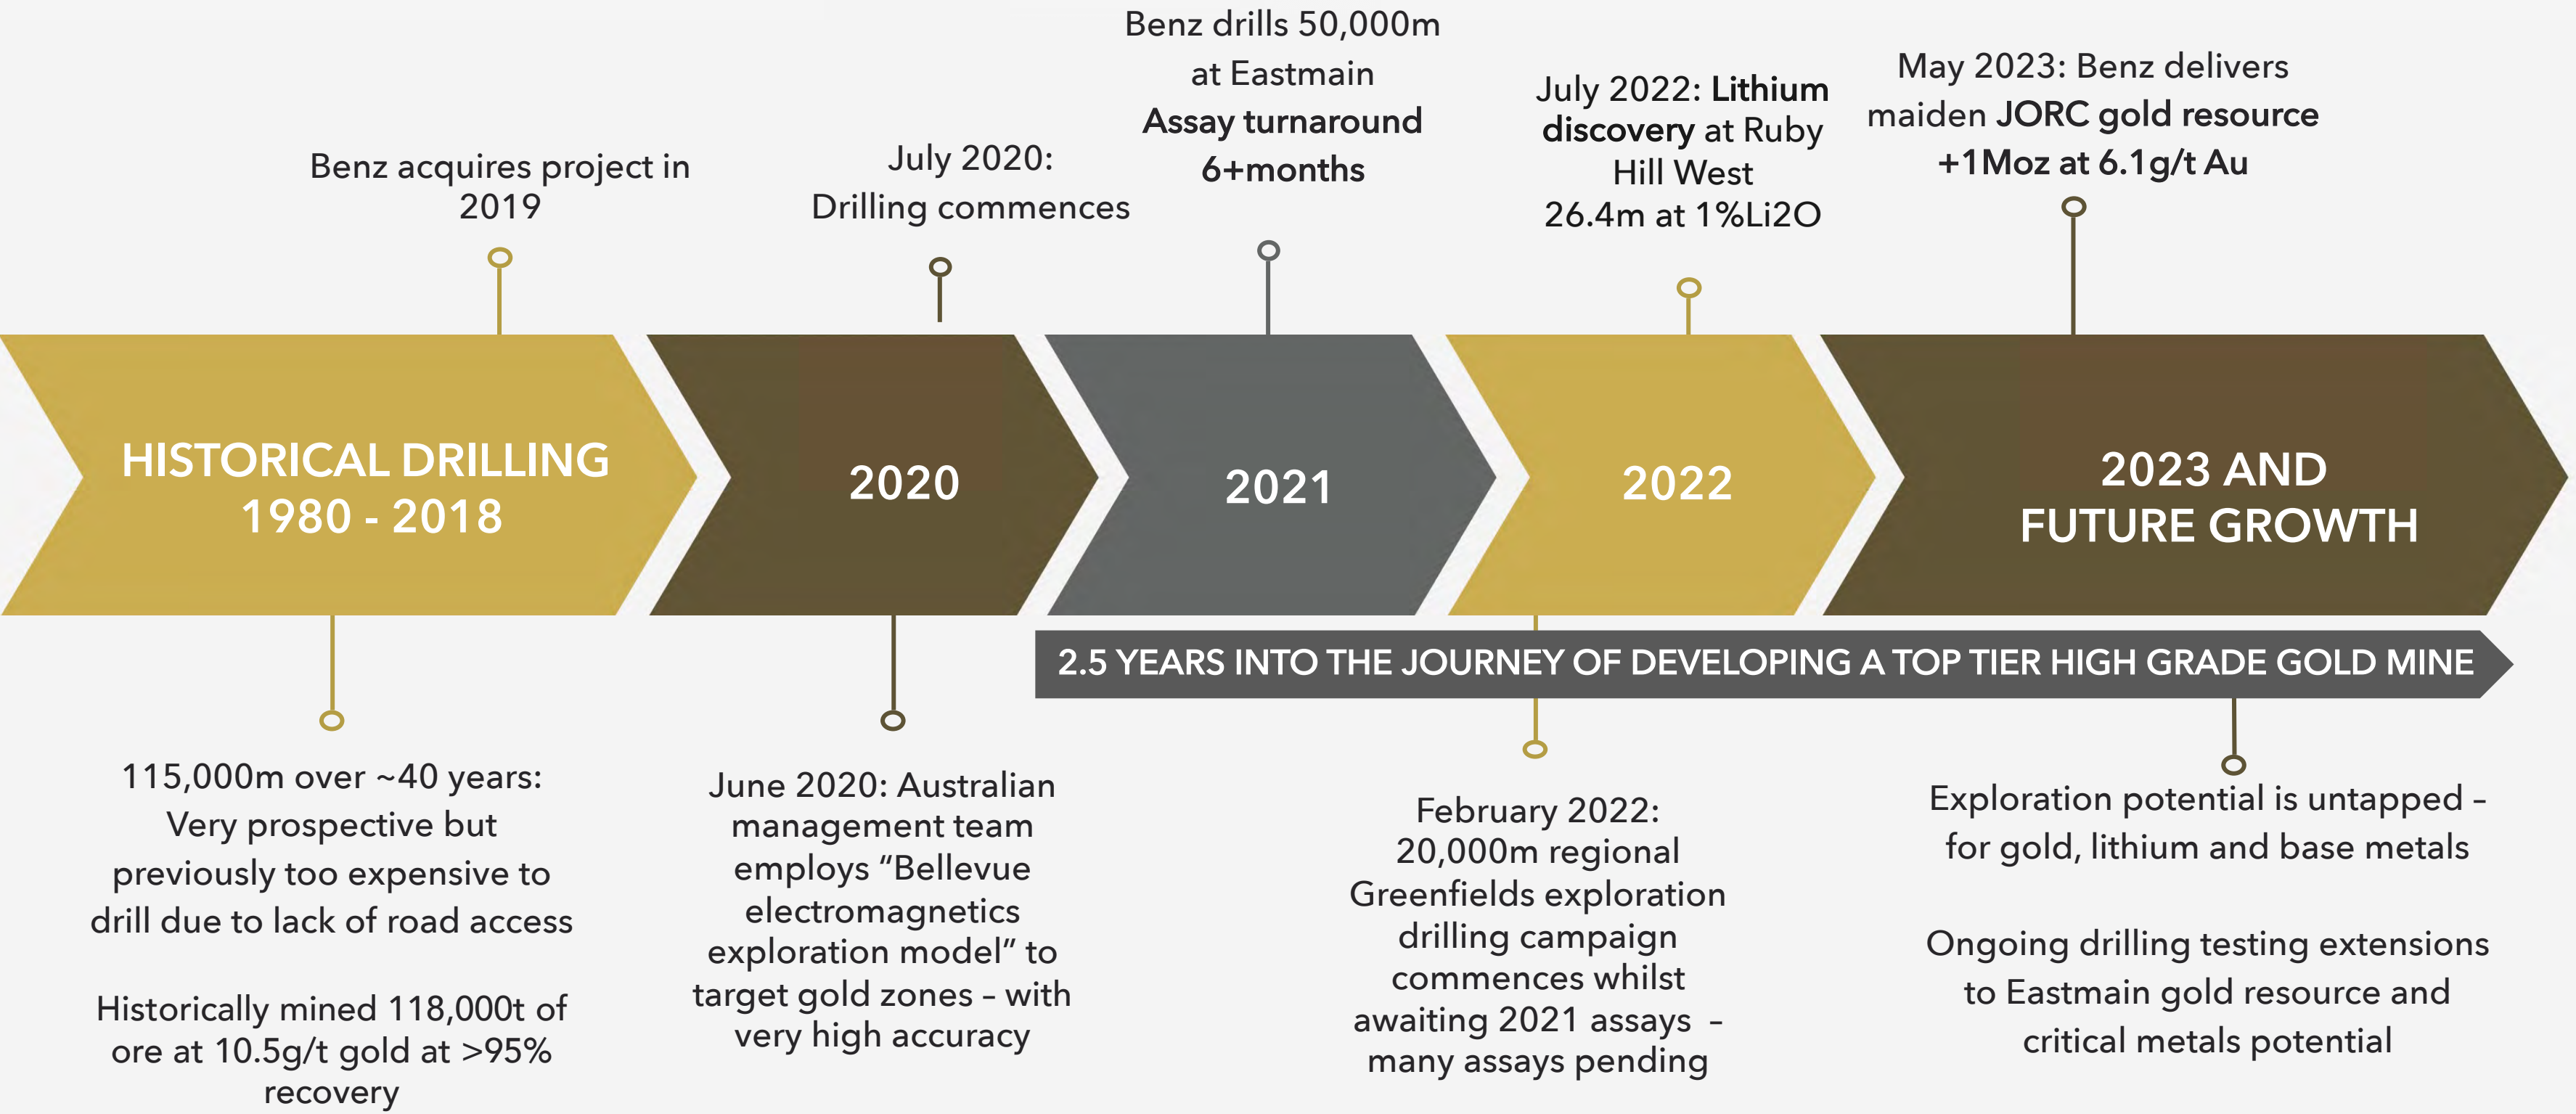 Benz acquires project in
2019
July 2020:
Drilling commences
Benz drills 50,000m
at Eastmain
Assay turnaround
6+months
July 2022: Lithium
discovery at Ruby
Hill West
26.4m at 1%Li2O
May 2023: Benz delivers
maiden JORC gold resource
+1Moz at 6.1g/t Au
HISTORICAL DRILLING
1980 - 2018
2020
2021
2022
2023 AND
FUTURE GROWTH
2.5 YEARS INTO THE JOURNEY OF DEVELOPING A TOP TIER HIGH GRADE GOLD MINE
115,000m over ~40 years:
Very prospective but
previously too expensive to
drill due to lack of road access
Historically mined 118,000t of
ore at 10.5g/t gold at >95%
recovery
June 2020: Australian
management team
employs “Bellevue
electromagnetics
exploration model” to
target gold zones – with
very high accuracy
February 2022:
20,000m regional
Greenfields exploration
drilling campaign
commences whilst
awaiting 2021 assays –
many assays pending
Exploration potential is untapped –
for gold, lithium and base metals
Ongoing drilling testing extensions
to Eastmain gold resource and
critical metals potential